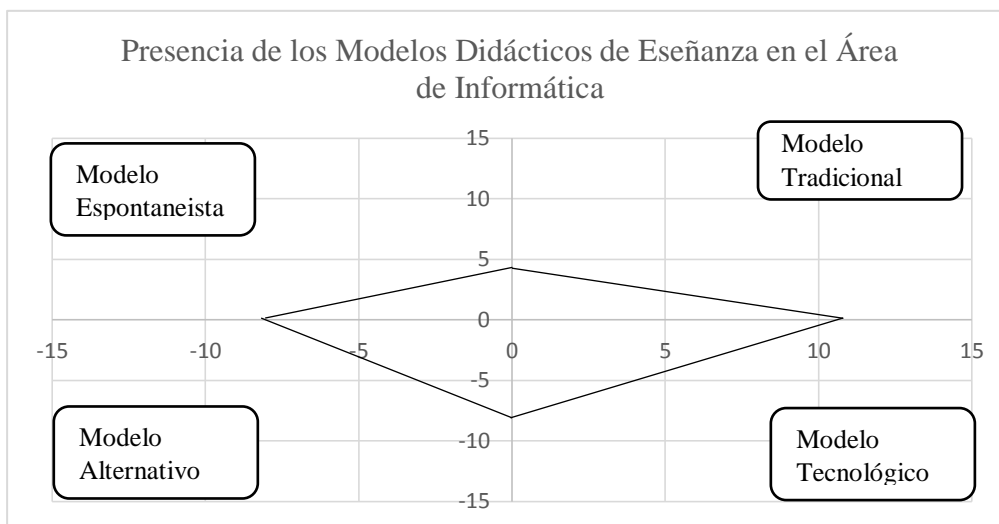 Presencia de los Modelos Didácticos de Eseñanza en el Área
de Informática
15
Modelo
Espontaneista
Modelo
Tradicional
10
5
0
-15
-10
-5
0
5
10
15
-5
Modelo
Alternativo
-10
Modelo
Tecnológico
-15